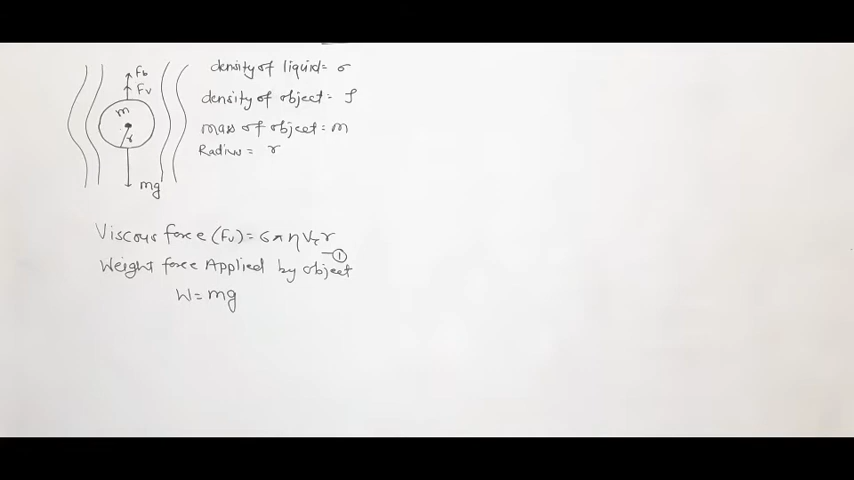 Fb
Fv
m
r
mg
density of liquid = σ
density of object = ρ
mass of object = m
Radius = r
Viscous force (Fv) = 6πηVtr
①
Weight force Applied by object
W = mg